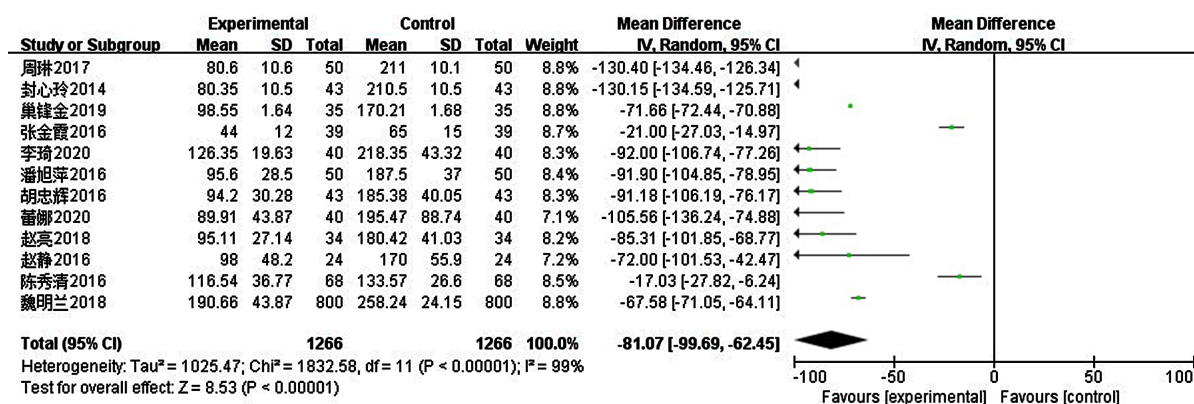 Experimental Control Mean Difference Mean Difference
Study or Subgroup Mean SD Total Mean SD Total Weight IV, Random, 95% CI IV, Random, 95% CI
周琳2017 80.6 10.6 50 211 10.1 50 8.8% -130.40 [-134.46, -126.34]
封心玲2014 80.35 10.5 43 210.5 10.5 43 8.8% -130.15 [-134.59, -125.71]
巢锋金2019 98.55 1.64 35 170.21 1.68 35 8.8% -71.66 [-72.44, -70.88]
张金霞2016 44 12 39 65 15 39 8.7% -21.00 [-27.03, -14.97]
李琦2020 126.35 19.63 40 218.35 43.32 40 8.3% -92.00 [-106.74, -77.26]
潘旭萍2016 95.6 28.5 50 187.5 37 50 8.4% -91.90 [-104.85, -78.95]
胡忠辉2016 94.2 30.28 43 185.38 40.05 43 8.3% -91.18 [-106.19, -76.17]
蕾娜2020 89.91 43.87 40 195.47 88.74 40 7.1% -105.56 [-136.24, -74.88]
赵亮2018 95.11 27.14 34 180.42 41.03 34 8.2% -85.31 [-101.85, -68.77]
赵静2016 98 48.2 24 170 55.9 24 7.2% -72.00 [-101.53, -42.47]
陈秀清2016 116.54 36.77 68 133.57 26.6 68 8.5% -17.03 [-27.82, -6.24]
魏明兰2018 190.66 43.87 800 258.24 24.15 800 8.8% -67.58 [-71.05, -64.11]
Total (95% CI) 1266 1266 100.0% -81.07 [-99.69, -62.45]
Heterogeneity: Tau² = 1025.47; Chi² = 1832.58, df = 11 (P < 0.00001); I² = 99%
Test for overall effect: Z = 8.53 (P < 0.00001)
-100 -50 0 50 100
Favours [experimental] Favours [control]